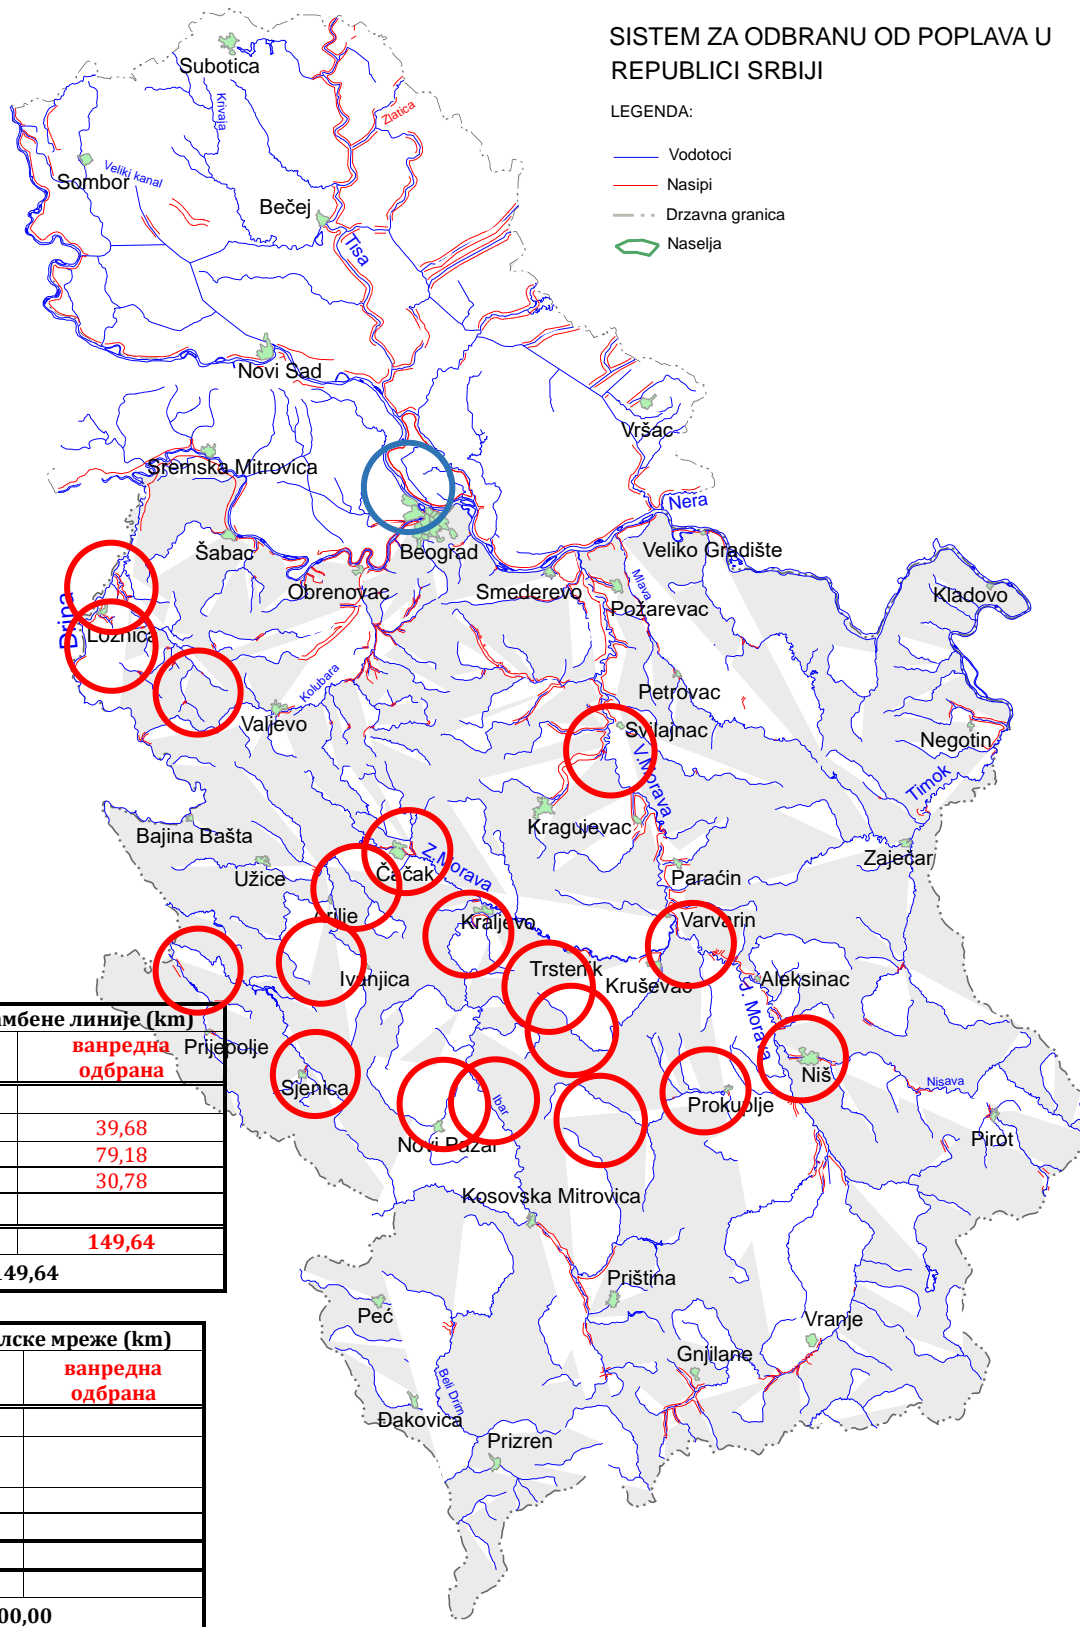 SISTEM ZA ODBRANU OD POPLAVA U
REPUBLICI SRBIJI
LEGENDA:
Vodotoci
Nasipi
Drzavna granica
Naselja
Subotica
Krivaja
Zlatica
Sombor
Veliki kanal
Bečej
Tisa
Novi Sad
Vršac
Sremska Mitrovica
Nera
Šabac
Beograd
Veliko Gradište
Obrenovac
Smederevo
Mlava
Požarevac
Kladovo
Drina
Loznica
Kolubara
Petrovac
Valjevo
Svilajnac
Negotin
V.Morava
Timok
Bajina Bašta
Kragujevac
Čačak
Z.Morava
Užice
Zaječar
Paraćin
Arilje
Kraljevo
Varvarin
Ivanjica
Trstenik
Kruševac
Aleksinac
J. Morava
Prijepolje
Sjenica
Niš
Nisava
Ibar
Prokuplje
Novi Pazar
Pirot
Kosovska Mitrovica
Priština
Peć
Vranje
Gnjilane
Beli Drim
Đakovica
Prizren
мбене линије (km)
ванредна
одбрана
39,68
79,18
30,78
149,64
49,64
лске мреже (km)
ванредна
одбрана
00,00